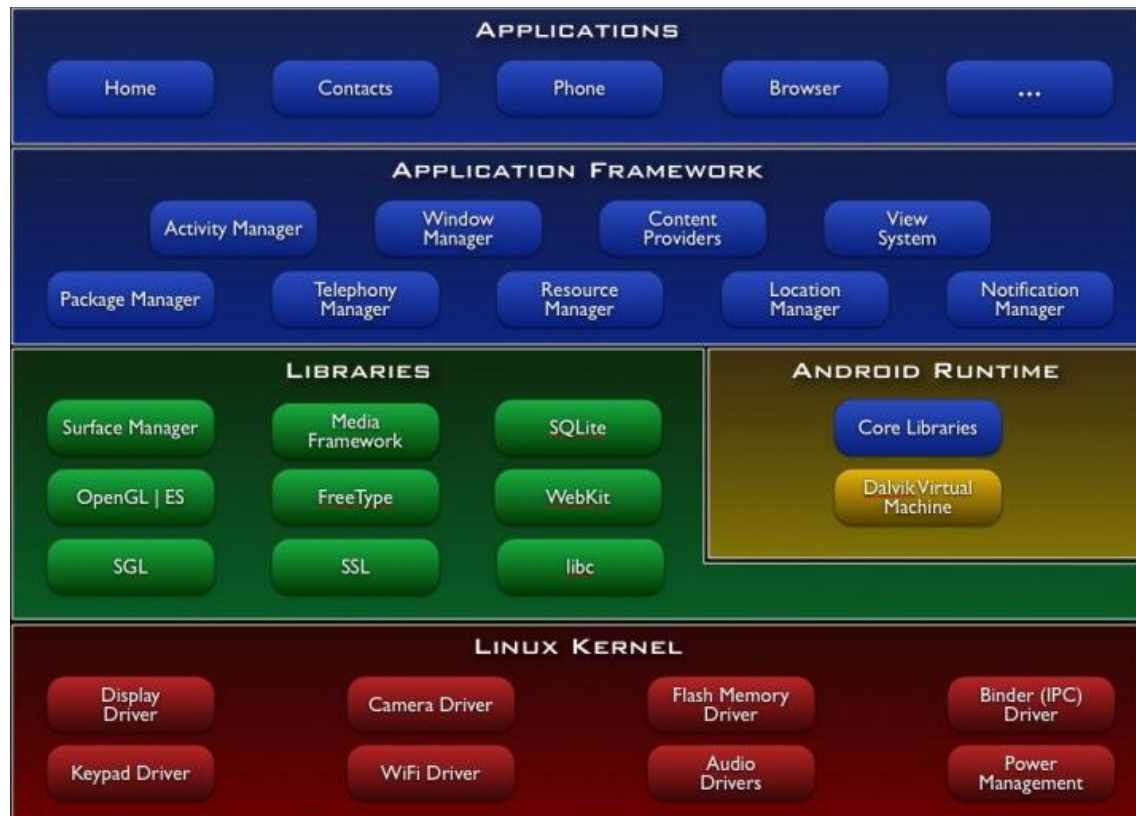 APPLICATIONS
Home
Contacts
Phone
Browser
...
APPLICATION FRAMEWORK
Activity Manager
Window
Manager
Content
Providers
View
System
Package Manager
Telephony
Manager
Resource
Manager
Location
Manager
Notification
Manager
LIBRARIES
Surface Manager
Media
Framework
SQLite
OpenGL | ES
FreeType
WebKit
SGL
SSL
libc
ANDROID RUNTIME
Core Libraries
Dalvik Virtual
Machine
LINUX KERNEL
Display
Driver
Camera Driver
Flash Memory
Driver
Binder (IPC)
Driver
Keypad Driver
WiFi Driver
Audio
Drivers
Power
Management